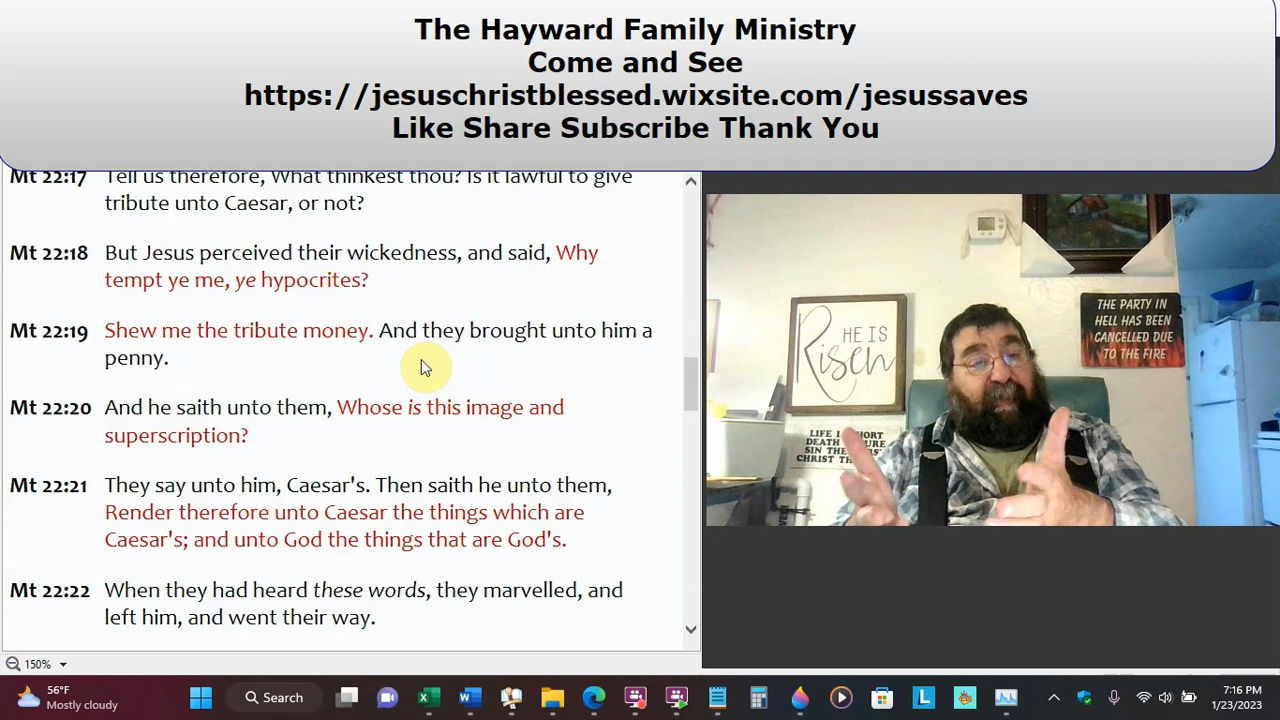 The Hayward Family Ministry
Come and See
https://jesuschristblessed.wixsite.com/jesussaves
Like Share Subscribe Thank You
Mt 22:17 Tell us therefore, What thinkest thou? Is it lawful to give
tribute unto Caesar, or not?
Mt 22:18 But Jesus perceived their wickedness, and said, Why
tempt ye me, ye hypocrites?
Mt 22:19 Shew me the tribute money. And they brought unto him a
penny.
Mt 22:20 And he saith unto them, Whose is this image and
superscription?
Mt 22:21 They say unto him, Caesar's. Then saith he unto them,
Render therefore unto Caesar the things which are
Caesar's; and unto God the things that are God's.
Mt 22:22 When they had heard these words, they marvelled, and
left him, and went their way.
150%
HE IS
Risen
THE PARTY IN
HELL HAS BEEN
CANCELLED DUE
TO THE FIRE
LIFE
DEATH
SIN THE
CHRIST
56°F
Mostly cloudy
Search
L
7:16 PM
1/23/2023